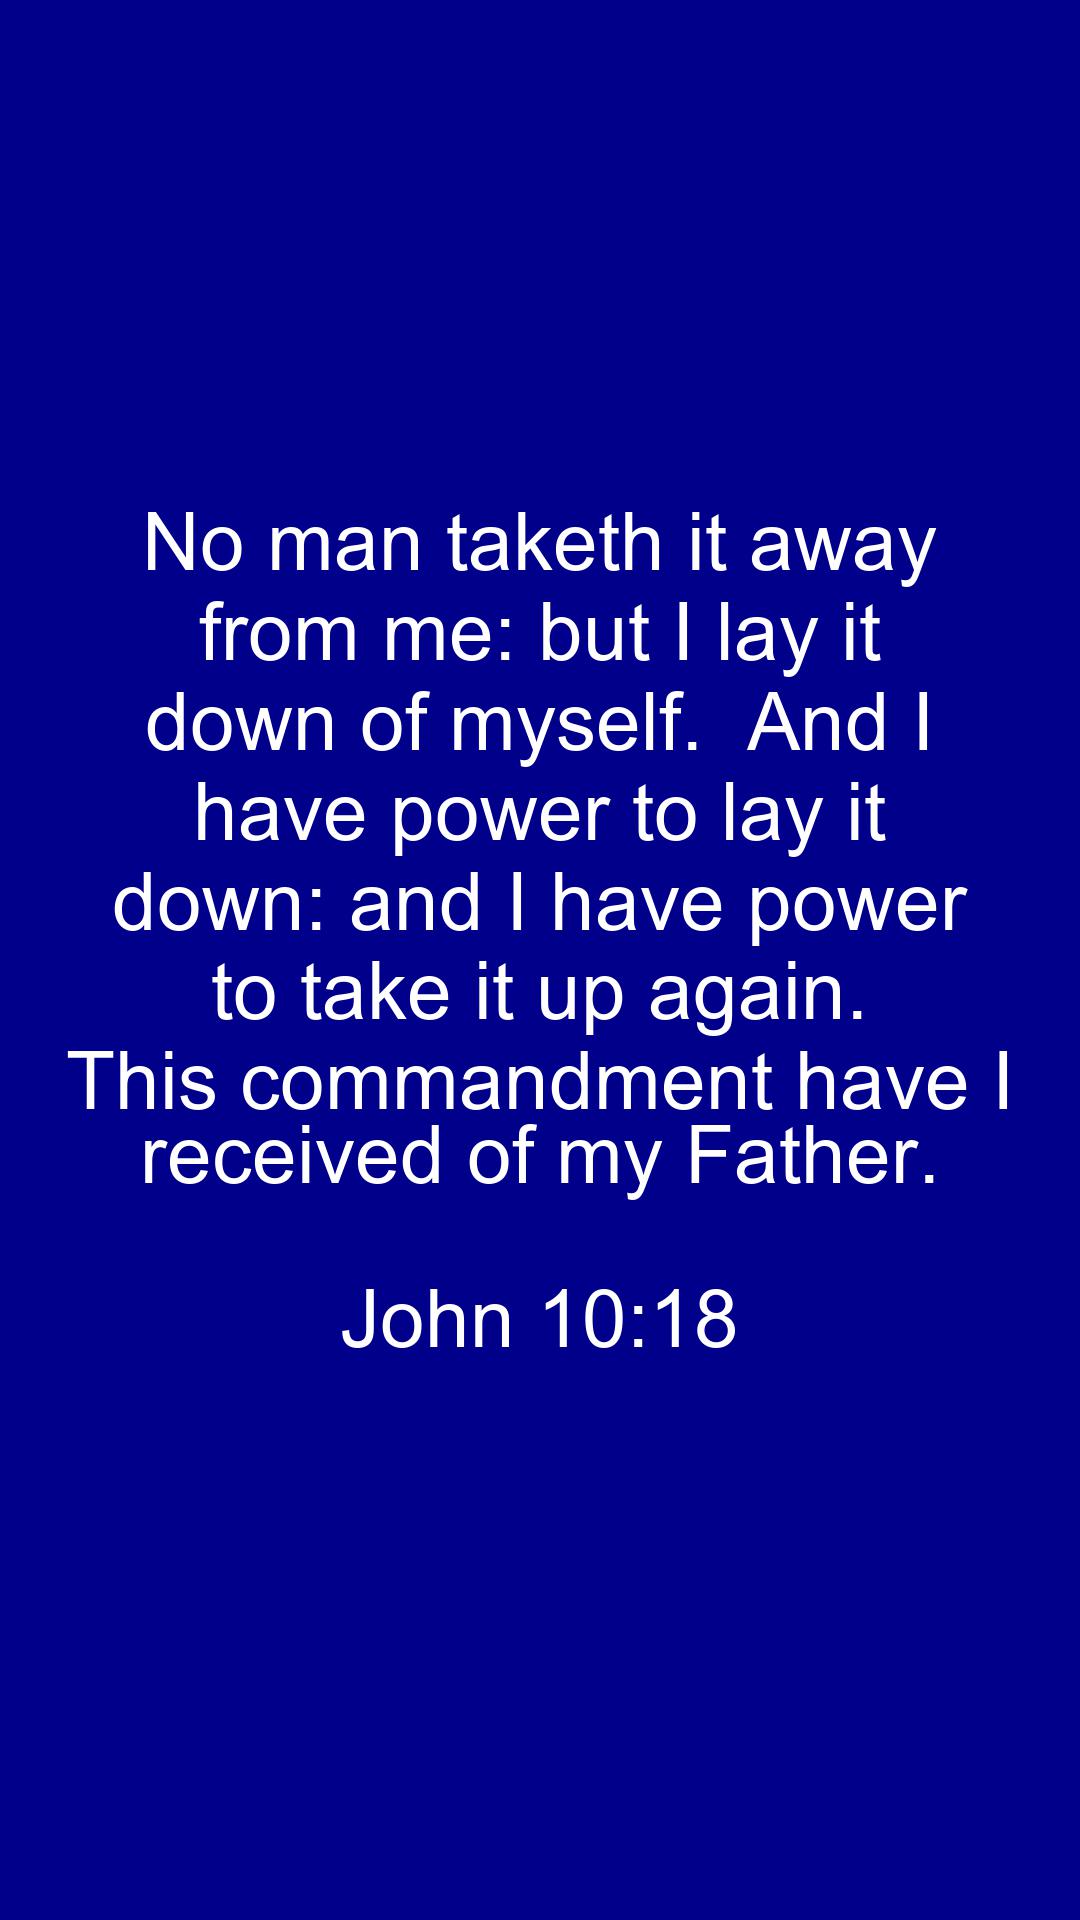 No man taketh it away
from me: but I lay it
down of myself.  And I
have power to lay it
down: and I have power
to take it up again.
This commandment have I
received of my Father.
John 10:18